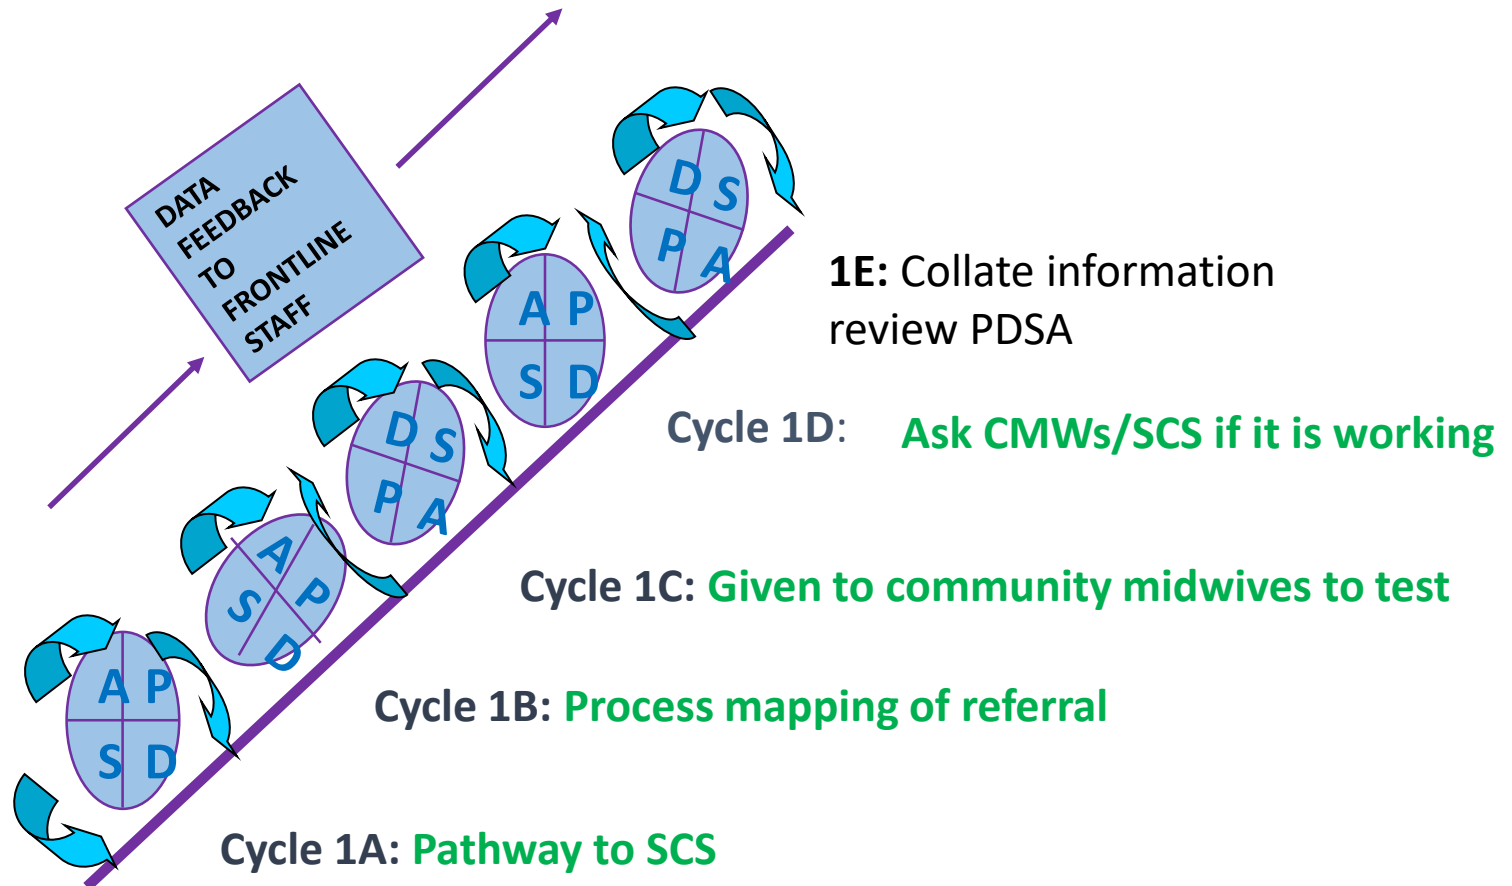 DATA
FEEDBACK
TO
FRONTLINE
STAFF
D S
P A
1E: Collate information
review PDSA
A P
S D
Cycle 1D: Ask CMWs/SCS if it is working
D S
P A
Cycle 1C: Given to community midwives to test
A P
S D
Cycle 1B: Process mapping of referral
A P
S D
Cycle 1A: Pathway to SCS